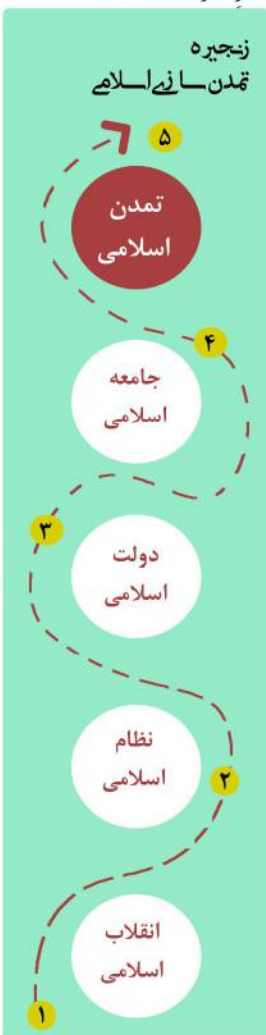 زنجیره
تمدن‌سازی اسلامی
۵
تمدن
اسلامی
۴
جامعه
اسلامی
۳
دولت
اسلامی
نظام
اسلامی
۲
انقلاب
اسلامی
۱